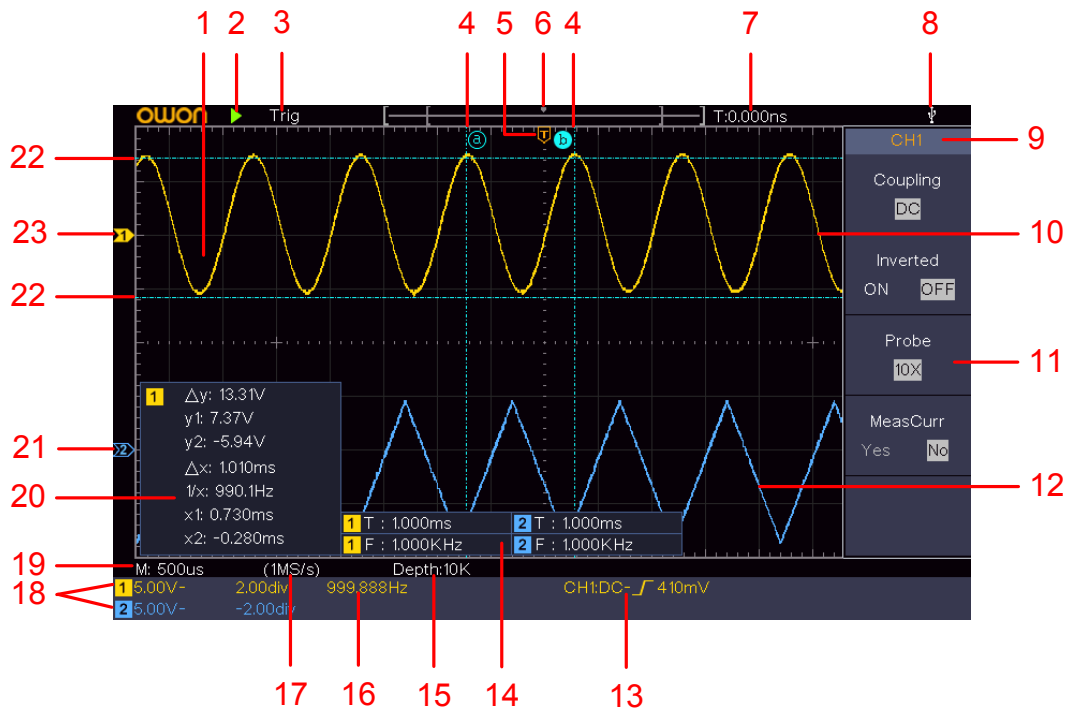 1 2 3 4 5 6 4 7 8
owon Trig T:0.000ns
a T b
CH1 9
22
Coupling
DC
23 1 10
Inverted
ON OFF
22
Probe
10X 11
1 △y: 13.31V
y1: 7.37V
y2: -5.94V
MeasCurr
Yes No
21 2
△x: 1.010ms
1/x: 990.1Hz
20 12
x1: 0.730ms
x2: -0.280ms
1 T : 1.000ms 2 T : 1.000ms
1 F : 1.000KHz 2 F : 1.000KHz
19 M: 500us (1MS/s) Depth:10K
18 1 5.00V- 2.00div 999.888Hz CH1:DC- 410mV
2 5.00V- -2.00div
17 16 15 14 13